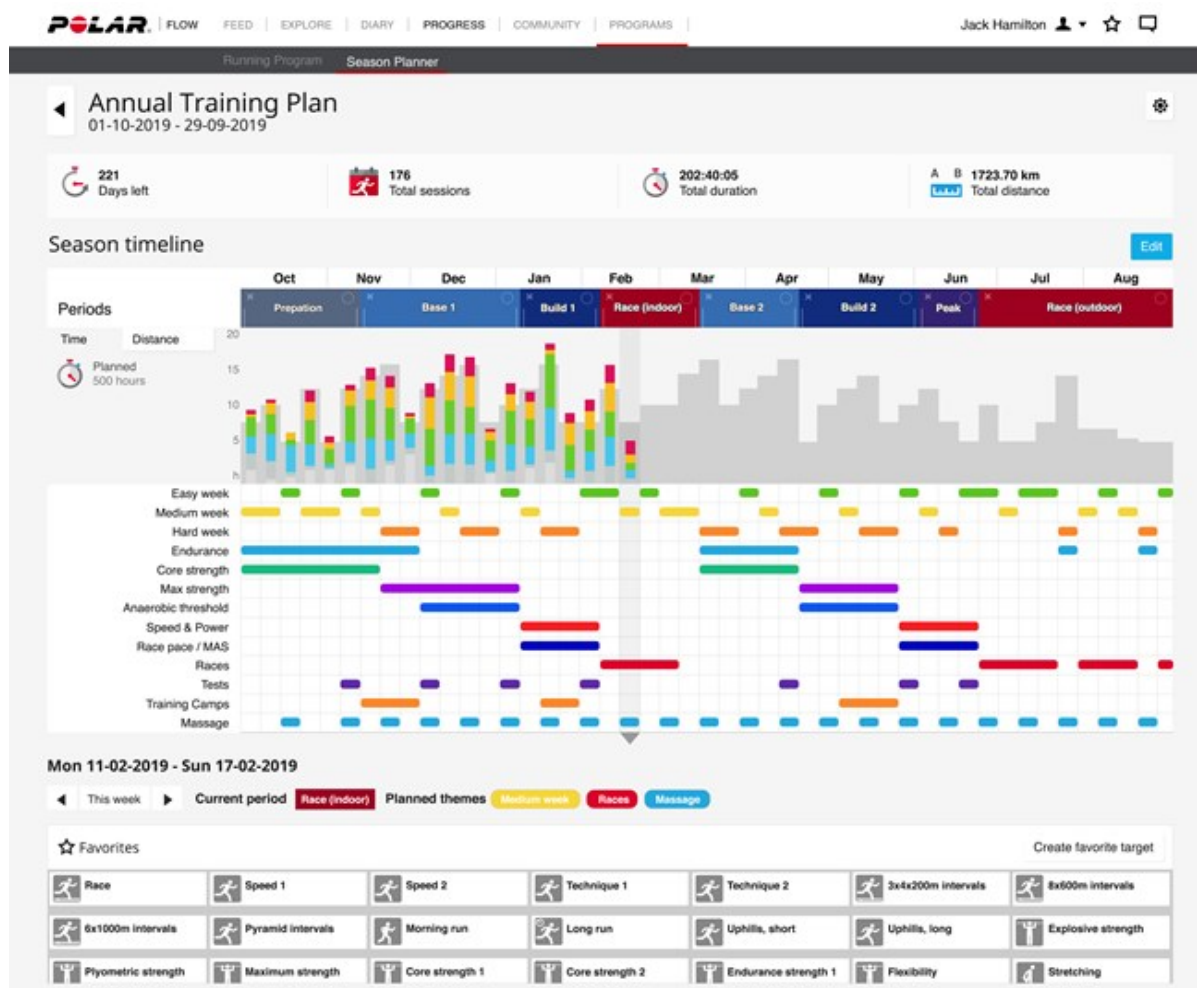 POLAR. FLOW FEED EXPLORE DIARY PROGRESS COMMUNITY PROGRAMS Jack Hamilton
Running Program Season Planner
Annual Training Plan
01-10-2019 - 29-09-2019
221
Days left
176
Total sessions
202:40:05
Total duration
A B 1723.70 km
Total distance
Season timeline
Edit
Oct Nov Dec Jan Feb Mar Apr May Jun Jul Aug
Periods
Prepation Base 1 Build 1 Race (indoor) Base 2 Build 2 Peak Race (outdoor)
Time Distance
Planned
500 hours
20
15
10
5
h
Easy week
Medium week
Hard week
Endurance
Core strength
Max strength
Anaerobic threshold
Speed & Power
Race pace / MAS
Races
Tests
Training Camps
Massage
Mon 11-02-2019 - Sun 17-02-2019
This week Current period Race (indoor) Planned themes Medium week Races Massage
Favorites
Create favorite target
Race Speed 1 Speed 2 Technique 1 Technique 2 3x4x200m intervals 8x600m intervals
6x1000m intervals Pyramid intervals Morning run Long run Uphills, short Uphills, long Explosive strength
Plyometric strength Maximum strength Core strength 1 Core strength 2 Endurance strength 1 Flexibility Stretching